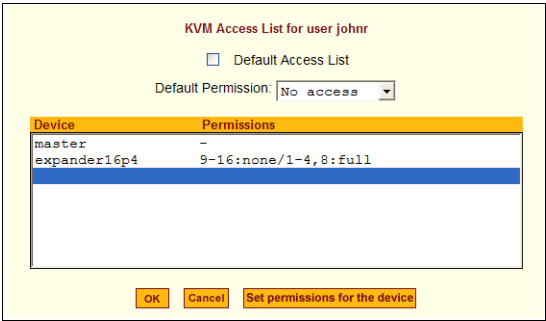 KVM Access List for user johnr
Default Access List
Default Permission: No access
Device Permissions
master -
expander16p4 9-16:none/1-4,8:full
OK Cancel Set permissions for the device